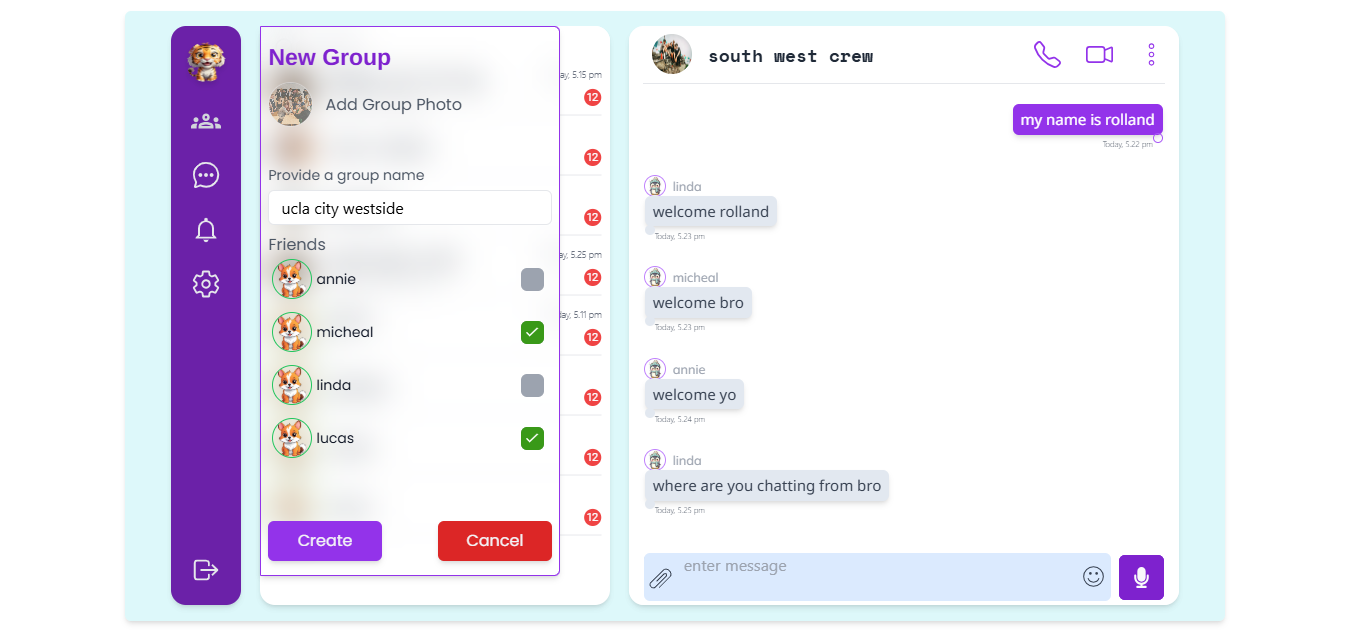 New Group
Add Group Photo
Provide a group name
ucla city westside
Friends
annie
micheal
linda
lucas
Create
Cancel
ay, 5.15 pm
12
12
12
ay, 5.25 pm
12
day, 5.11 pm
12
12
12
12
south west crew
my name is rolland
Today, 5.22 pm
linda
welcome rolland
Today, 5.23 pm
micheal
welcome bro
Today, 5.23 pm
annie
welcome yo
Today, 5.24 pm
linda
where are you chatting from bro
Today, 5.25 pm
enter message